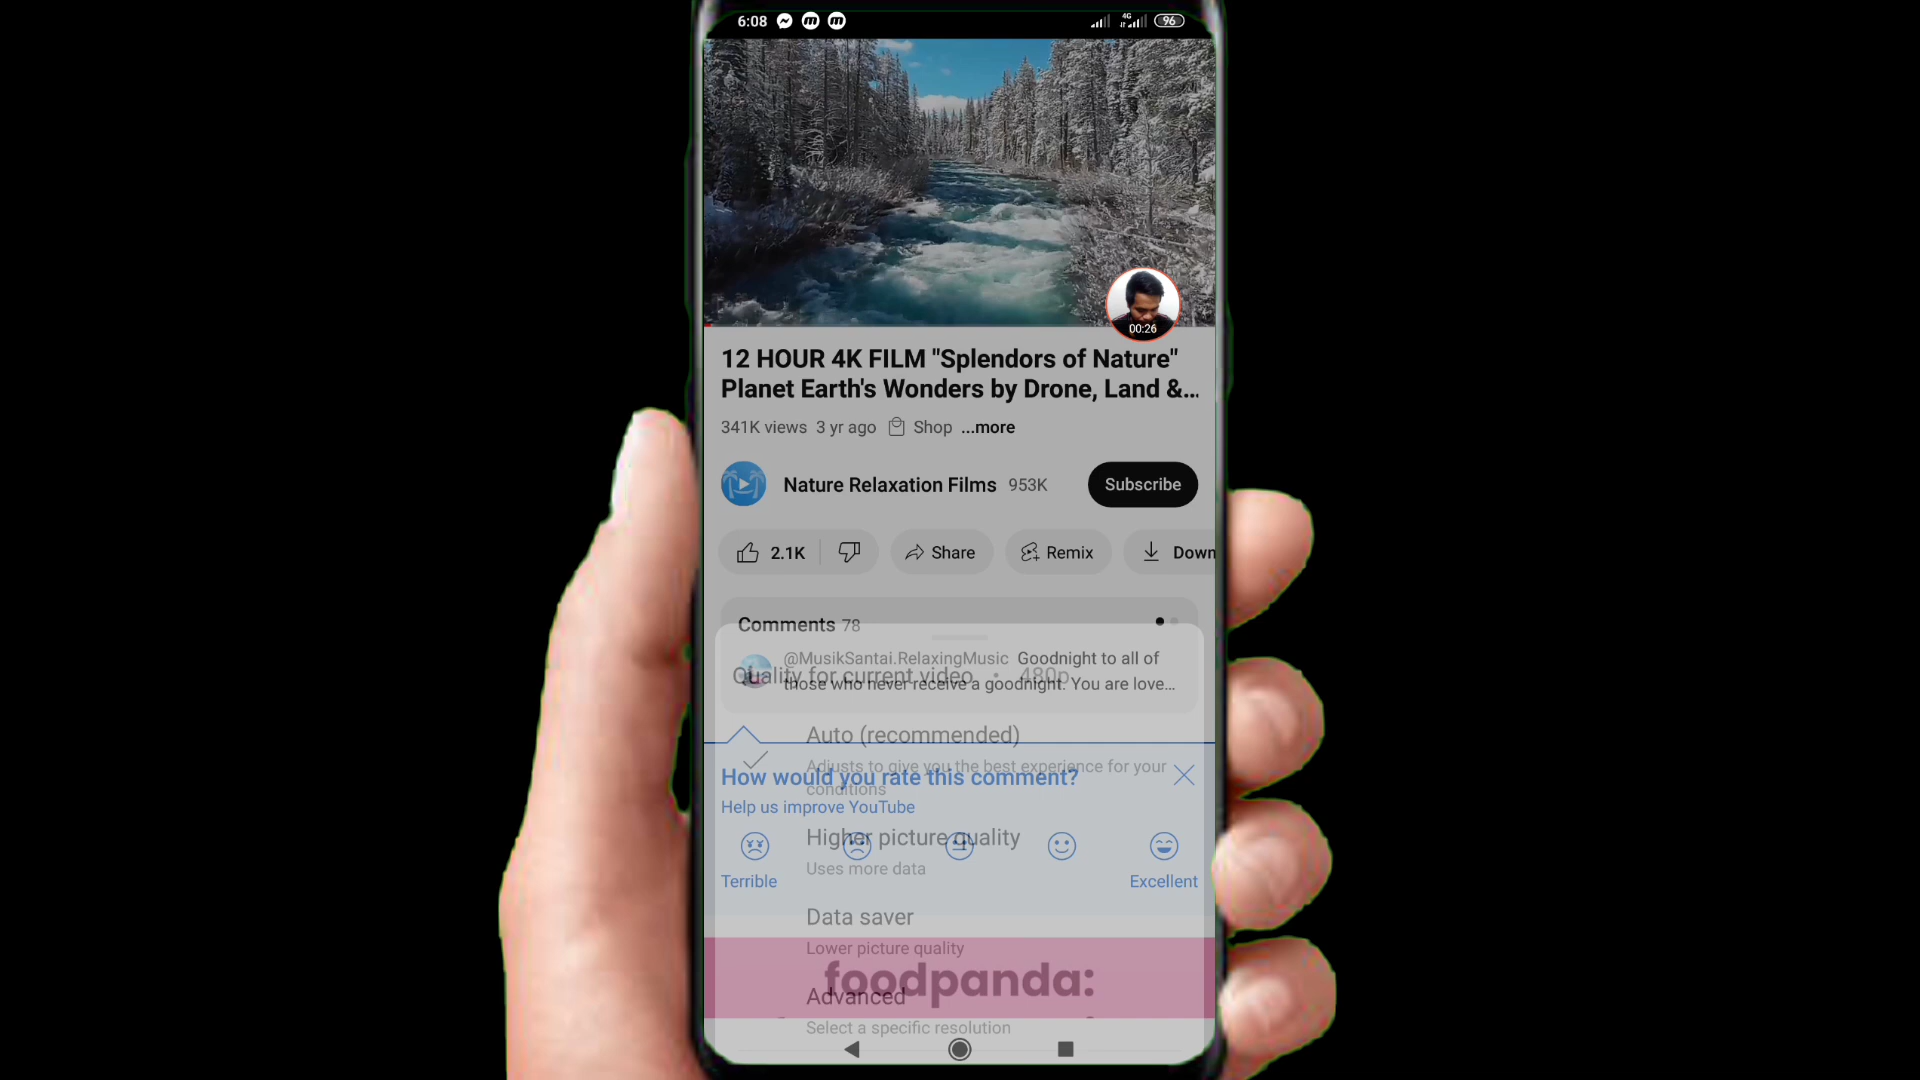 6:08
4G
96
00:26
12 HOUR 4K FILM "Splendors of Nature"
Planet Earth's Wonders by Drone, Land &...
341K views 3 yr ago Shop ...more
Nature Relaxation Films 953K
Subscribe
2.1K
Share
Remix
Down
Comments 78
@MusikSantai.RelaxingMusic Goodnight to all of
those who never receive a goodnight. You are love...
Quality for current video • 480p
Auto (recommended)
Adjusts to give you the best experience for your
conditions
How would you rate this comment?
Help us improve YouTube
Higher picture quality
Uses more data
Terrible
Excellent
Data saver
Lower picture quality
foodpanda:
Advanced
Select a specific resolution